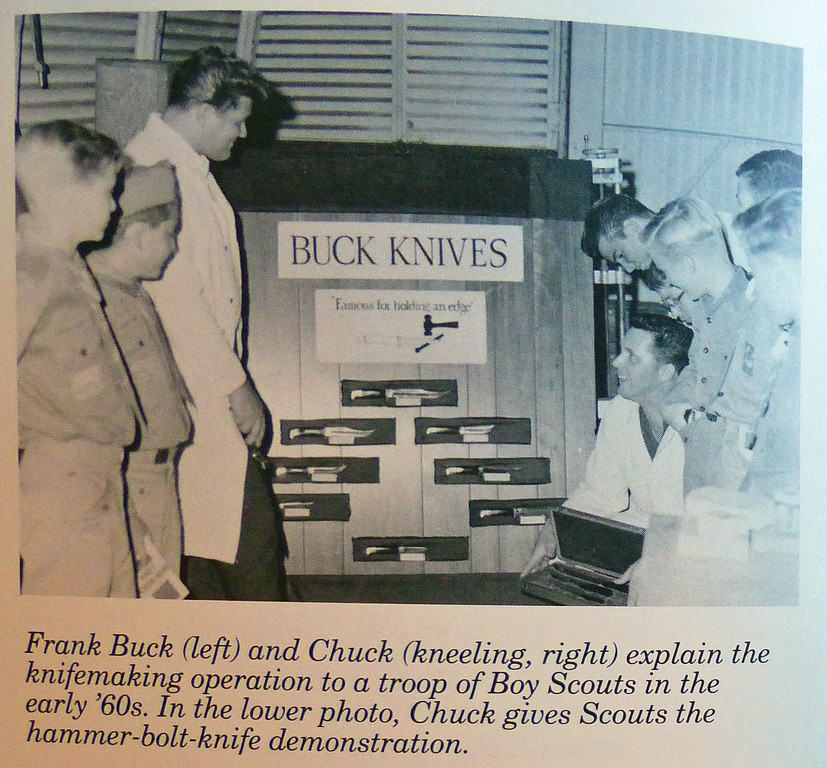 BUCK KNIVES
"Famous for holding an edge"
Frank Buck (left) and Chuck (kneeling, right) explain the
knifemaking operation to a troop of Boy Scouts in the
early '60s. In the lower photo, Chuck gives Scouts the
hammer-bolt-knife demonstration.